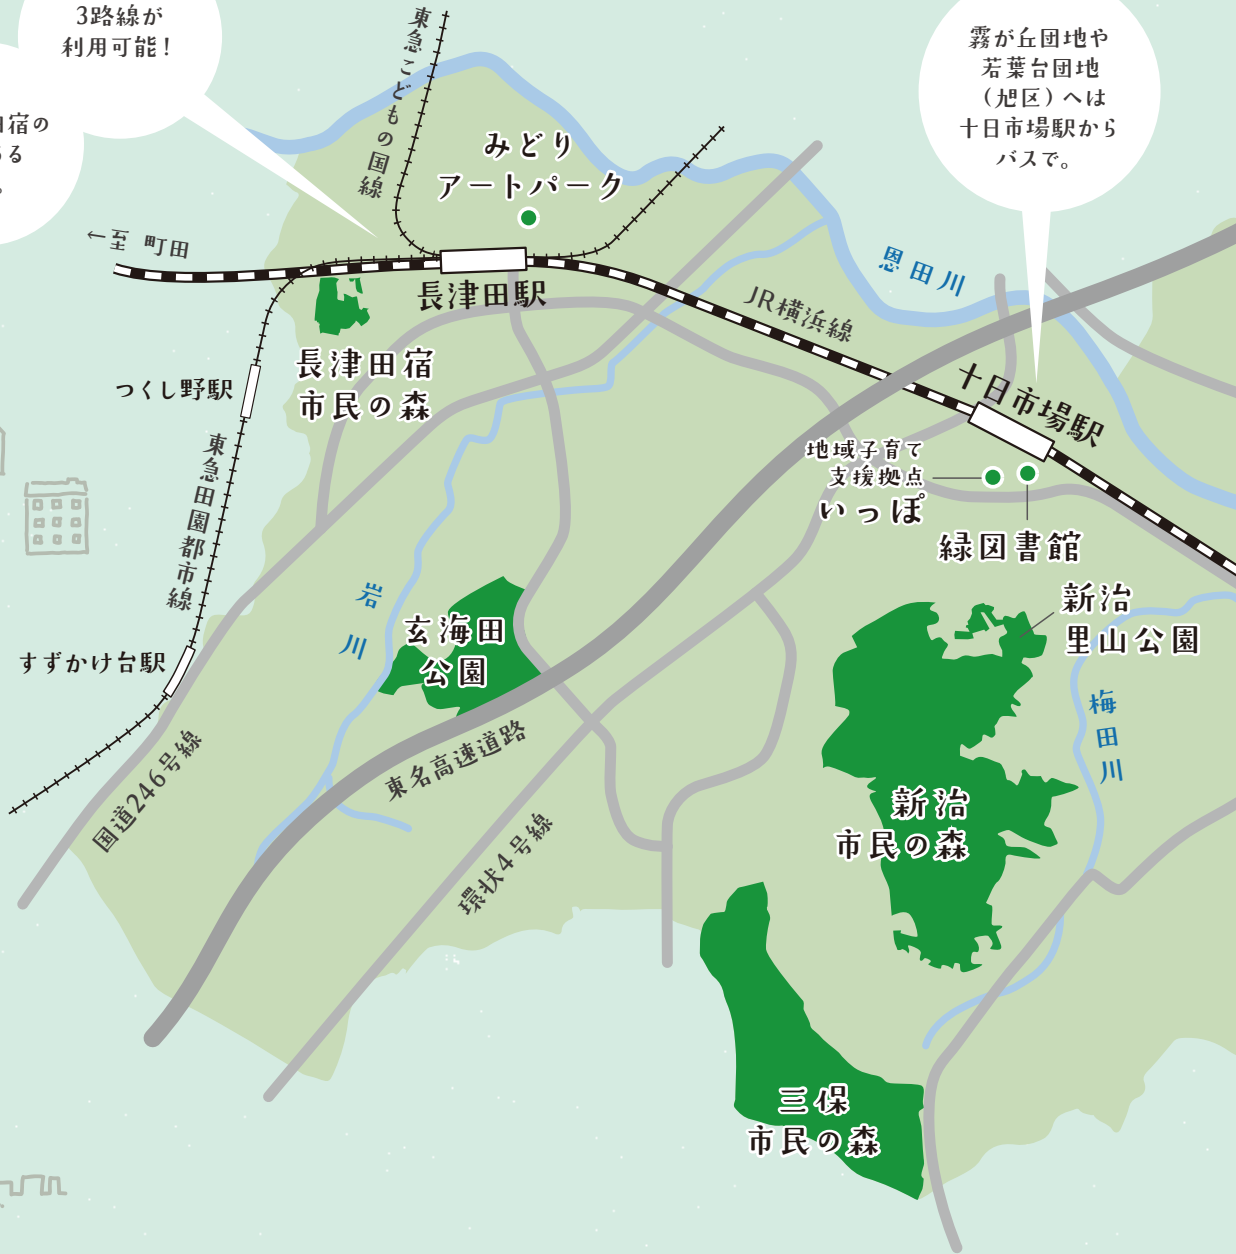 3路線が
利用可能！
宿の
る
。
霧が丘団地や
若葉台団地
（旭区）へは
十日市場駅から
バスで。
東急こどもの国線
みどり
アートパーク
←至 町田
長津田駅
恩田川
JR横浜線
長津田宿
市民の森
つくし野駅
十日市場駅
東急田園都市線
地域子育て
支援拠点
いっぽ
緑図書館
岩川
玄海田
公園
新治
里山公園
すずかけ台駅
梅田川
国道246号線
東名高速道路
環状4号線
新治
市民の森
三保
市民の森